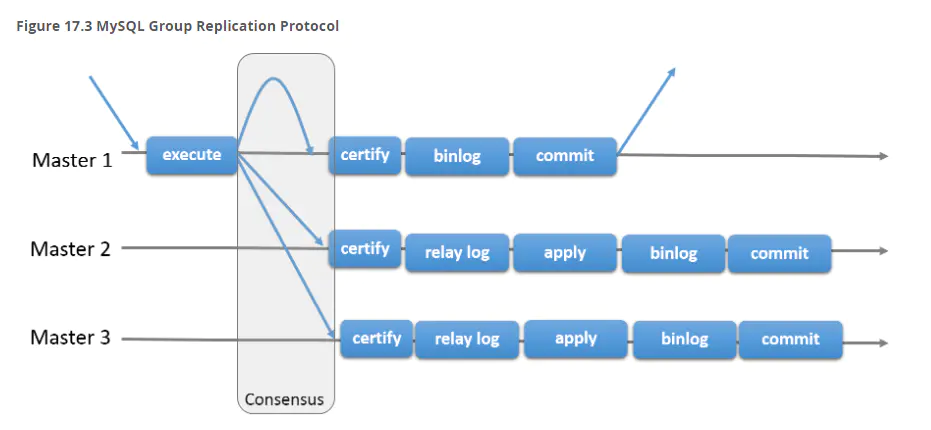 Figure 17.3 MySQL Group Replication Protocol
Master 1 execute certify binlog commit
Master 2 certify relay log apply binlog commit
Master 3 certify relay log apply binlog commit
Consensus